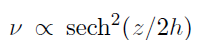 ν ∝ sech²(z/2h)